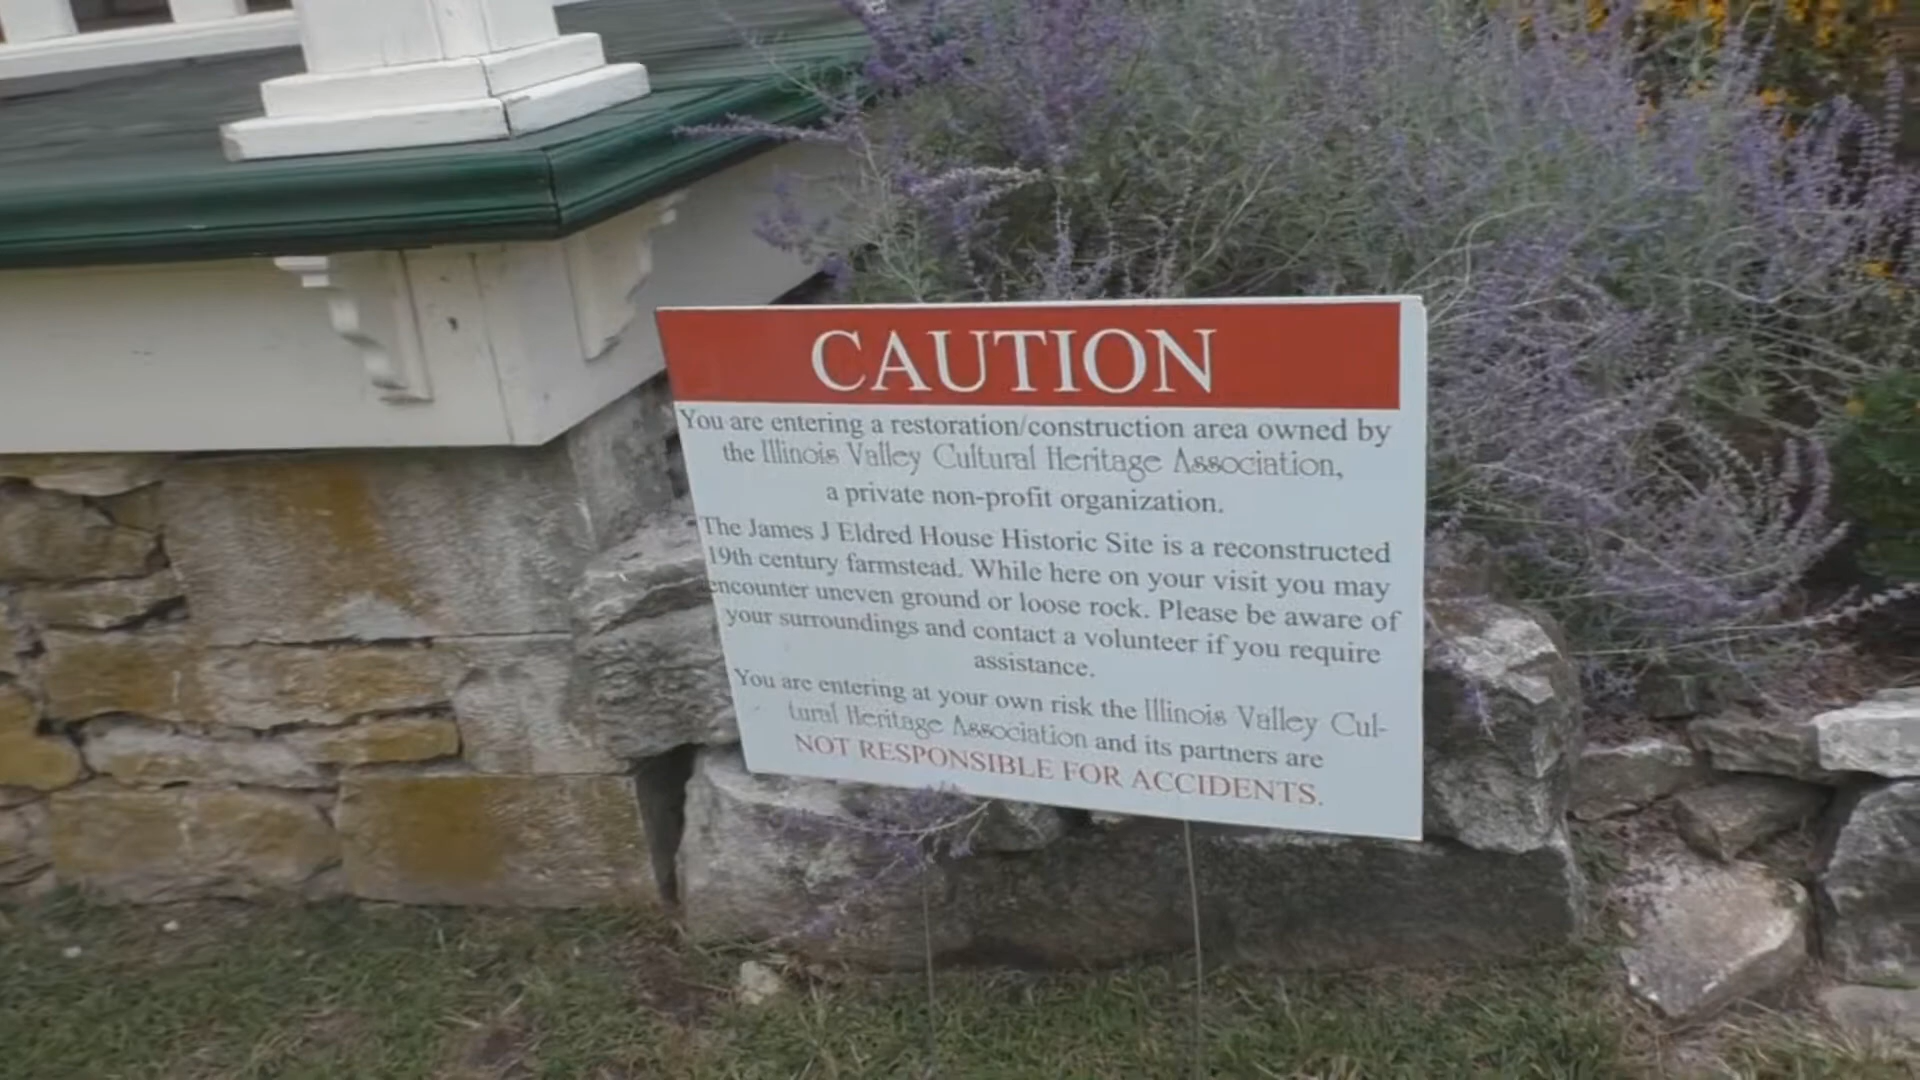 CAUTION
You are entering a restoration/construction area owned by
the Illinois Valley Cultural Heritage Association,
a private non-profit organization.
The James J Eldred House Historic Site is a reconstructed
19th century farmstead. While here on your visit you may
encounter uneven ground or loose rock. Please be aware of
your surroundings and contact a volunteer if you require
assistance.
You are entering at your own risk the Illinois Valley Cul-
tural Heritage Association and its partners are
NOT RESPONSIBLE FOR ACCIDENTS.